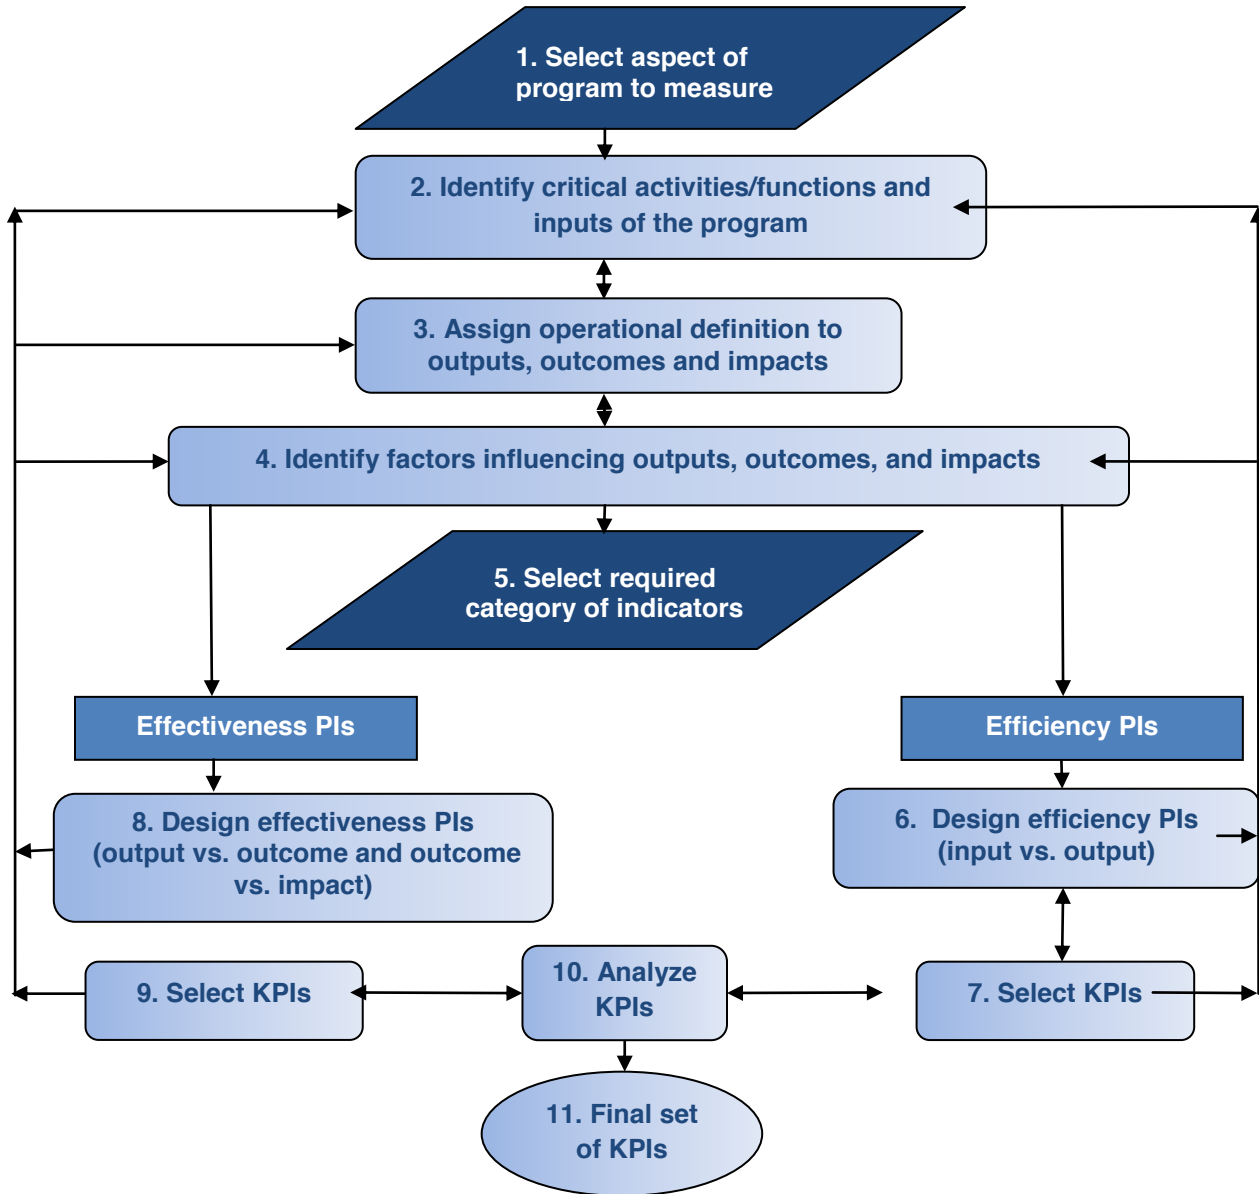 1. Select aspect of
program to measure
2. Identify critical activities/functions and
inputs of the program
3. Assign operational definition to
outputs, outcomes and impacts
4. Identify factors influencing outputs, outcomes, and impacts
5. Select required
category of indicators
Effectiveness PIs
Efficiency PIs
8. Design effectiveness PIs
(output vs. outcome and outcome
vs. impact)
6. Design efficiency PIs
(input vs. output)
9. Select KPIs
10. Analyze
KPIs
7. Select KPIs
11. Final set
of KPIs